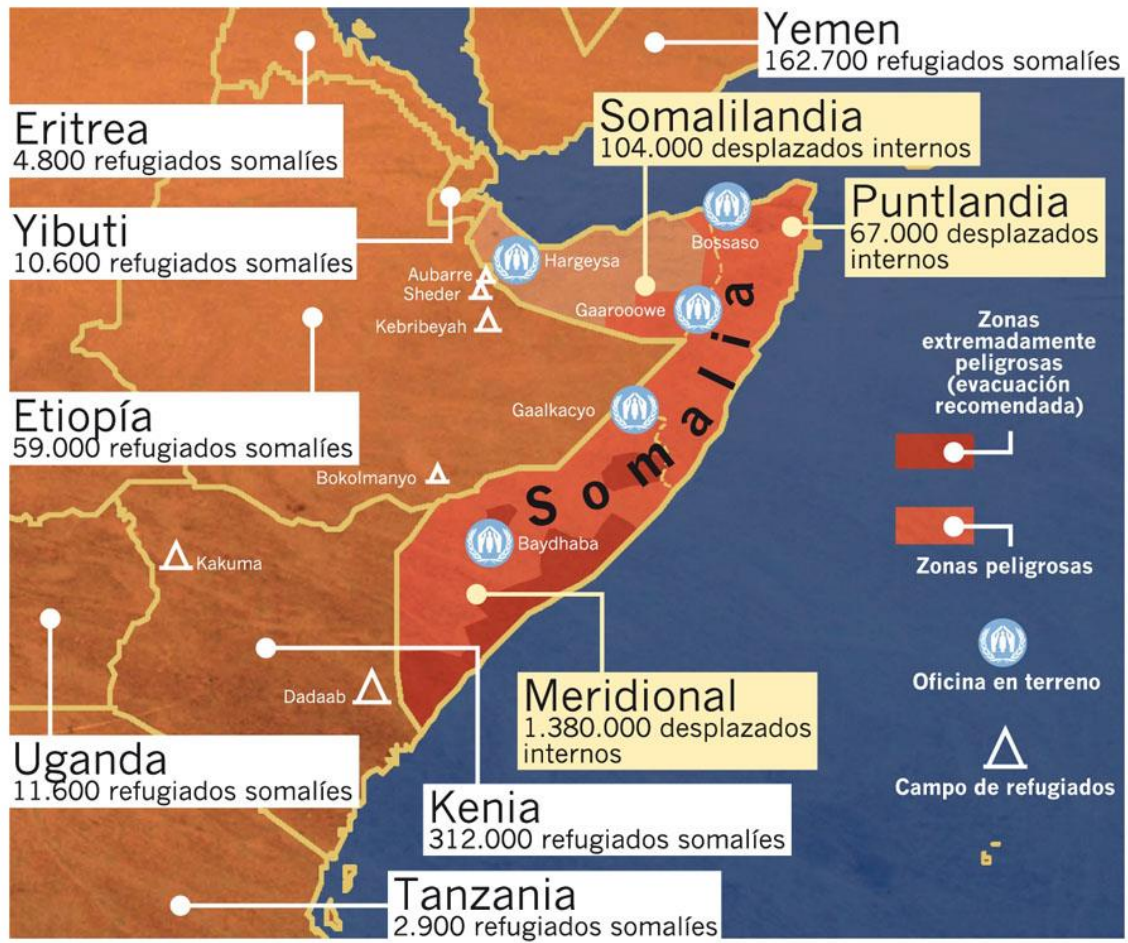 Yemen
162.700 refugiados somalíes
Eritrea
4.800 refugiados somalíes
Somalilandia
104.000 desplazados internos
Puntlandia
67.000 desplazados
internos
Yibuti
10.600 refugiados somalíes
Bossaso
Hargeysa
Aubarre
Sheder
Kebribeyah
Gaarooowe
Etiopía
59.000 refugiados somalíes
Gaalkacyo
Bokolmanyo
Somalia
Baydhaba
Kakuma
Dadaab
Meridional
1.380.000 desplazados
internos
Uganda
11.600 refugiados somalíes
Kenia
312.000 refugiados somalíes
Tanzania
2.900 refugiados somalíes
Zonas
extremadamente
peligrosas
(evacuación
recomendada)
Zonas peligrosas
Oficina en terreno
Campo de refugiados